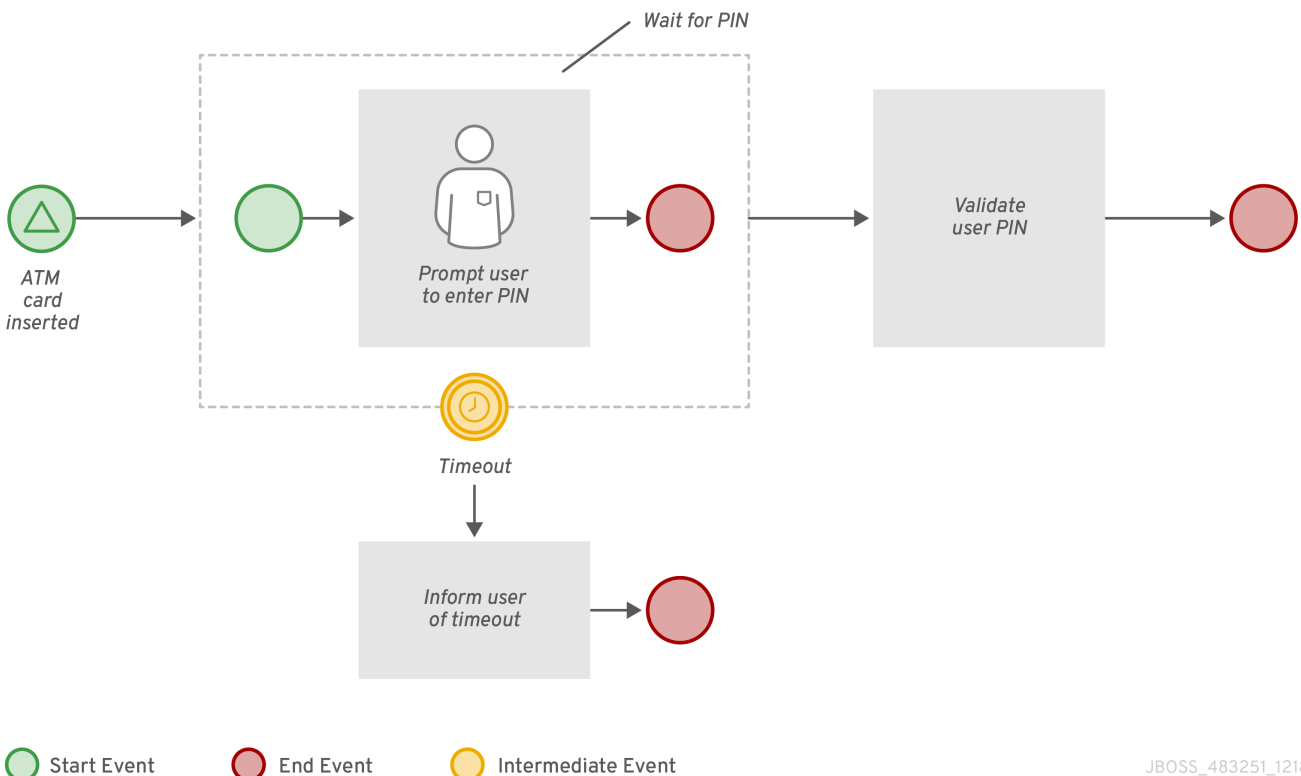 Wait for PIN
ATM
card
inserted
Prompt user
to enter PIN
Validate
user PIN
Timeout
Inform user
of timeout
Start Event
End Event
Intermediate Event
JBOSS_483251_1218